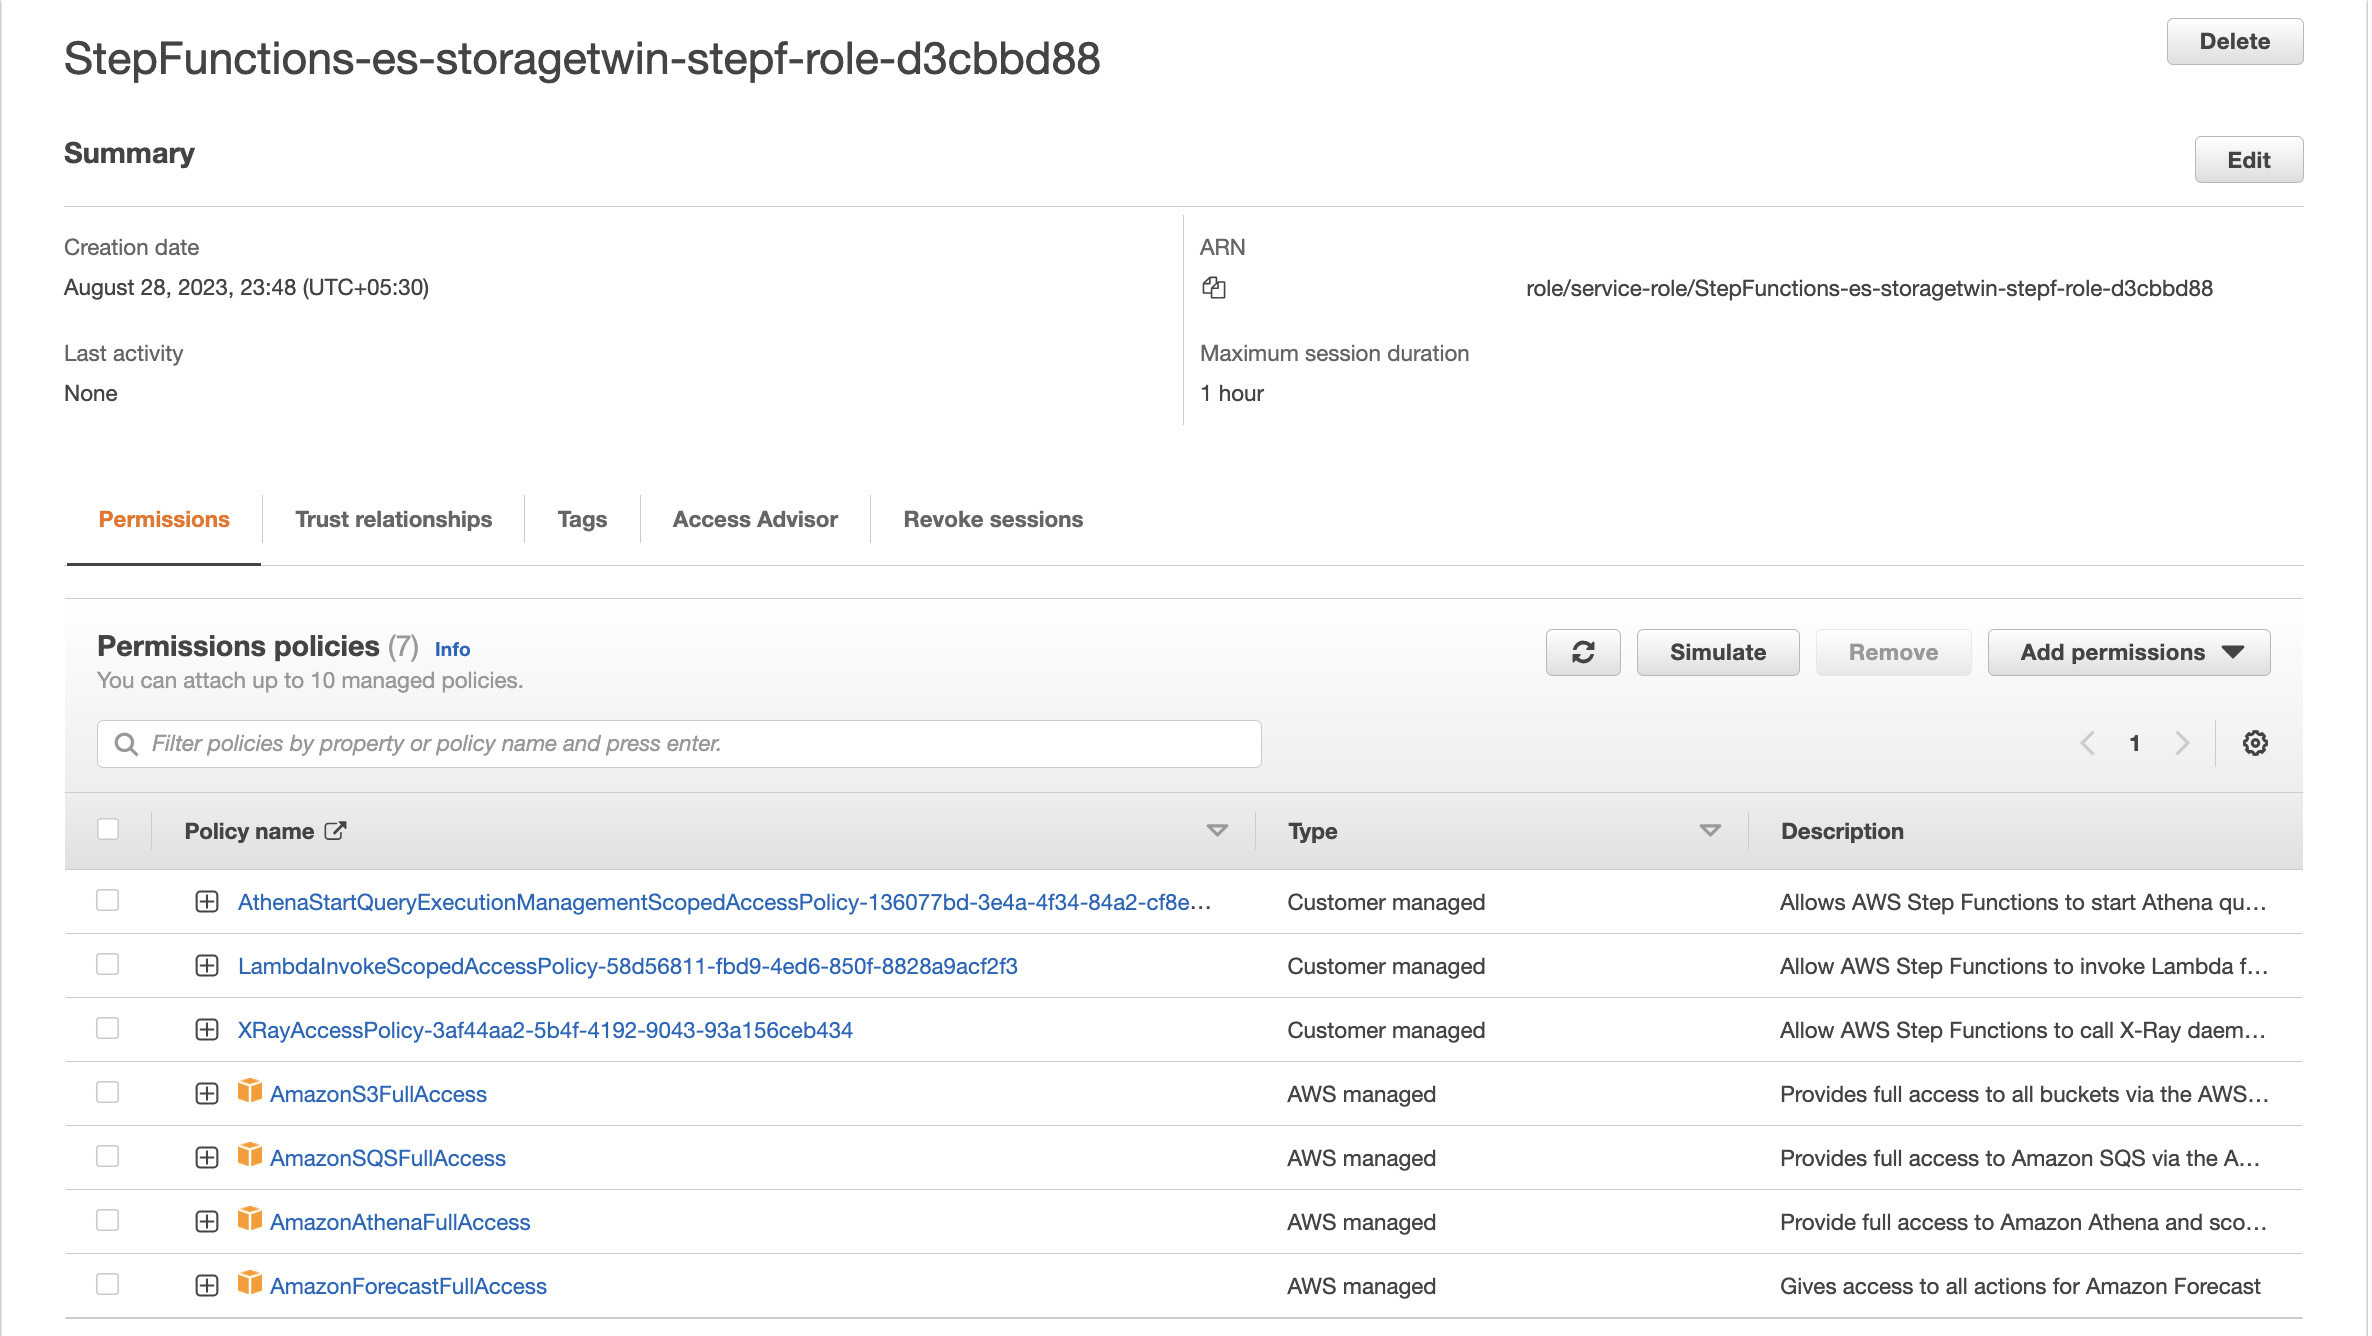 StepFunctions-es-storagetwin-stepf-role-d3cbbd88
Delete
Summary
Edit
Creation date
August 28, 2023, 23:48 (UTC+05:30)
ARN
role/service-role/StepFunctions-es-storagetwin-stepf-role-d3cbbd88
Last activity
None
Maximum session duration
1 hour
Permissions Trust relationships Tags Access Advisor Revoke sessions
Permissions policies (7) Info
You can attach up to 10 managed policies.
Simulate Remove Add permissions
Filter policies by property or policy name and press enter.
1
Policy name Type Description
AthenaStartQueryExecutionManagementScopedAccessPolicy-136077bd-3e4a-4f34-84a2-cf8e... Customer managed Allows AWS Step Functions to start Athena qu...
LambdaInvokeScopedAccessPolicy-58d56811-fbd9-4ed6-850f-8828a9acf2f3 Customer managed Allow AWS Step Functions to invoke Lambda f...
XRayAccessPolicy-3af44aa2-5b4f-4192-9043-93a156ceb434 Customer managed Allow AWS Step Functions to call X-Ray daem...
AmazonS3FullAccess AWS managed Provides full access to all buckets via the AWS...
AmazonSQSFullAccess AWS managed Provides full access to Amazon SQS via the A...
AmazonAthenaFullAccess AWS managed Provide full access to Amazon Athena and sco...
AmazonForecastFullAccess AWS managed Gives access to all actions for Amazon Forecast